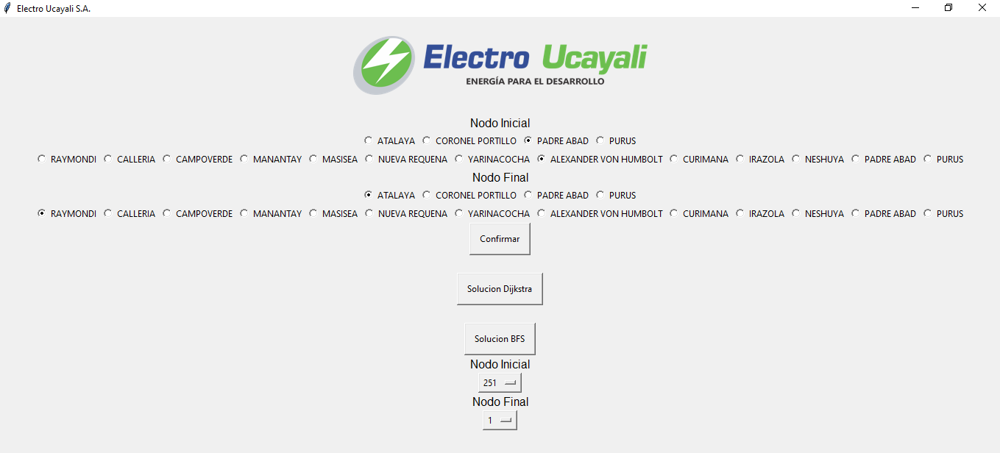 Electro Ucayali S.A.
Electro Ucayali
ENERGÍA PARA EL DESARROLLO
Nodo Inicial
ATALAYA CORONEL PORTILLO PADRE ABAD PURUS
RAYMONDI CALLERIA CAMPOVERDE MANANTAY MASISEA NUEVA REQUENA YARINACOCHA ALEXANDER VON HUMBOLT CURIMANA IRAZOLA NESHUYA PADRE ABAD PURUS
Nodo Final
ATALAYA CORONEL PORTILLO PADRE ABAD PURUS
RAYMONDI CALLERIA CAMPOVERDE MANANTAY MASISEA NUEVA REQUENA YARINACOCHA ALEXANDER VON HUMBOLT CURIMANA IRAZOLA NESHUYA PADRE ABAD PURUS
Confirmar
Solucion Dijkstra
Solucion BFS
Nodo Inicial
251
Nodo Final
1